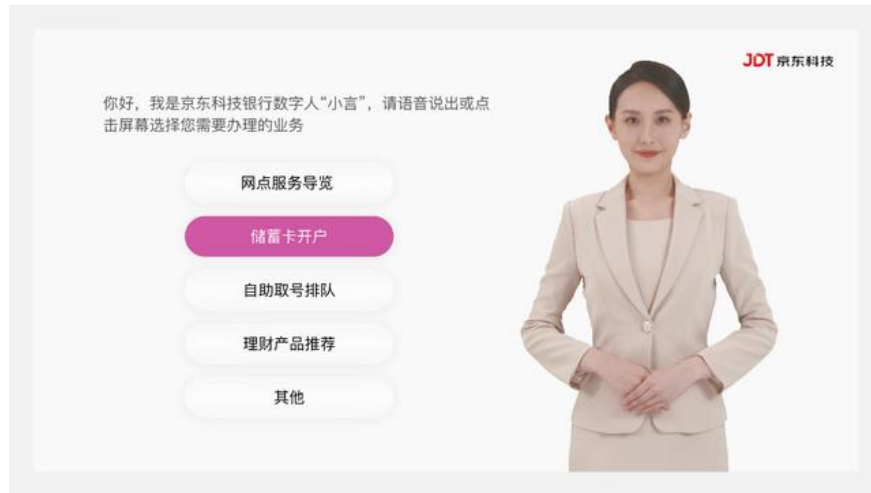 JDT 京东科技
你好，我是京东科技银行数字人“小言”，请语音说出或点
击屏幕选择您需要办理的业务
网点服务导览
储蓄卡开户
自助取号排队
理财产品推荐
其他